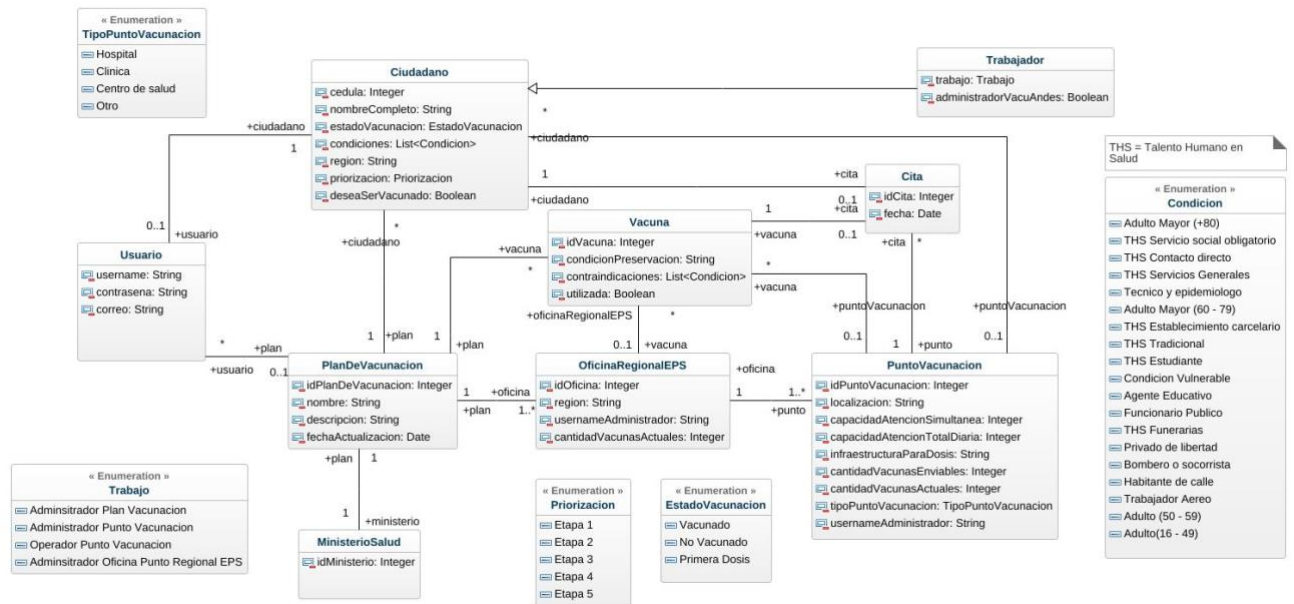 « Enumeration »
TipoPuntoVacunacion
Hospital
Clinica
Centro de salud
Otro
Ciudadano
cedula: Integer
nombreCompleto: String
estadoVacunacion: EstadoVacunacion
condiciones: List<Condicion>
region: String
priorizacion: Priorizacion
deseaSerVacunado: Boolean
Trabajador
trabajo: Trabajo
administradorVacuAndes: Boolean
+ciudadano
1
*
+ciudadano
THS = Talento Humano en
Salud
1
+cita
+ciudadano
0..1
Cita
idCita: Integer
fecha: Date
« Enumeration »
Condicion
Adulto Mayor (+80)
THS Servicio social obligatorio
THS Contacto directo
THS Servicios Generales
Tecnico y epidemiologo
Adulto Mayor (60 - 79)
THS Establecimiento carcelario
THS Tradicional
THS Estudiante
Condicion Vulnerable
Agente Educativo
Funcionario Publico
THS Funerarias
Privado de libertad
Bombero o socorrista
Habitante de calle
Trabajador Aereo
Adulto (50 - 59)
Adulto(16 - 49)
0..1
+usuario
Usuario
username: String
contrasena: String
correo: String
*
+ciudadano
+vacuna
*
Vacuna
idVacuna: Integer
condicionPreservacion: String
contraindicaciones: List<Condicion>
utilizada: Boolean
1
+cita
+vacuna
0..1
+cita
*
*
+vacuna
+puntoVacunacion
+puntoVacunacion
0..1
1
+punto
0..1
+oficinaRegionalEPS
*
0..1
+vacuna
1
+plan
1
+plan
*
+plan
+usuario
0..1
PlanDeVacunacion
idPlanDeVacunacion: Integer
nombre: String
descripcion: String
fechaActualizacion: Date
1
+oficina
+plan
1..*
OficinaRegionalEPS
idOficina: Integer
region: String
usernameAdministrador: String
cantidadVacunasActuales: Integer
+oficina
1
1..*
+punto
PuntoVacunacion
idPuntoVacunacion: Integer
localizacion: String
capacidadAtencionSimultanea: Integer
capacidadAtencionTotalDiaria: Integer
infraestructuraParaDosis: String
cantidadVacunasEnviables: Integer
cantidadVacunasActuales: Integer
tipoPuntoVacunacion: TipoPuntoVacunacion
usernameAdministrador: String
+plan
1
1
+ministerio
MinisterioSalud
idMinisterio: Integer
« Enumeration »
Trabajo
Adminsitrador Plan Vacunacion
Adminsitrador Punto Vacunacion
Operador Punto Vacunacion
Adminsitrador Oficina Punto Regional EPS
« Enumeration »
Priorizacion
Etapa 1
Etapa 2
Etapa 3
Etapa 4
Etapa 5
« Enumeration »
EstadoVacunacion
Vacunado
No Vacunado
Primera Dosis